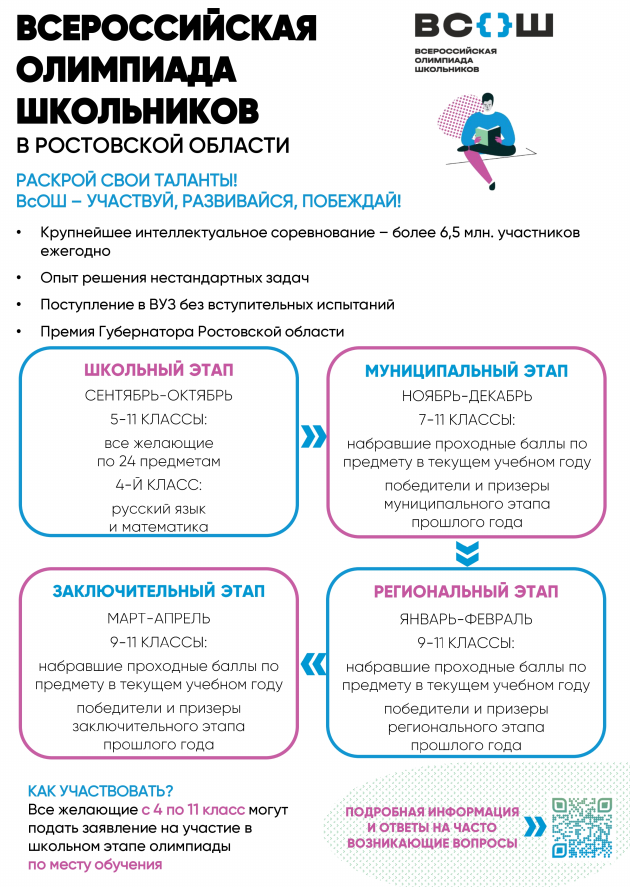 ВСЕРОССИЙСКАЯ
ОЛИМПИАДА
ШКОЛЬНИКОВ
В РОСТОВСКОЙ ОБЛАСТИ
ВС{}Ш
ВСЕРОССИЙСКАЯ
ОЛИМПИАДА
ШКОЛЬНИКОВ
РАСКРОЙ СВОИ ТАЛАНТЫ!
ВсОШ – УЧАСТВУЙ, РАЗВИВАЙСЯ, ПОБЕЖДАЙ!
• Крупнейшее интеллектуальное соревнование – более 6,5 млн. участников
ежегодно
• Опыт решения нестандартных задач
• Поступление в ВУЗ без вступительных испытаний
• Премия Губернатора Ростовской области
ШКОЛЬНЫЙ ЭТАП
СЕНТЯБРЬ-ОКТЯБРЬ
5-11 КЛАССЫ:
все желающие
по 24 предметам
4-Й КЛАСС:
русский язык
и математика
МУНИЦИПАЛЬНЫЙ ЭТАП
НОЯБРЬ-ДЕКАБРЬ
7-11 КЛАССЫ:
набравшие проходные баллы по
предмету в текущем учебном году
победители и призеры
муниципального этапа
прошлого года
РЕГИОНАЛЬНЫЙ ЭТАП
ЯНВАРЬ-ФЕВРАЛЬ
9-11 КЛАССЫ:
набравшие проходные баллы по
предмету в текущем учебном году
победители и призеры
регионального этапа
прошлого года
ЗАКЛЮЧИТЕЛЬНЫЙ ЭТАП
МАРТ-АПРЕЛЬ
9-11 КЛАССЫ:
набравшие проходные баллы по
предмету в текущем учебном году
победители и призеры
заключительного этапа
прошлого года
КАК УЧАСТВОВАТЬ?
Все желающие с 4 по 11 класс могут
подать заявление на участие в
школьном этапе олимпиады
по месту обучения
ПОДРОБНАЯ ИНФОРМАЦИЯ
И ОТВЕТЫ НА ЧАСТО
ВОЗНИКАЮЩИЕ ВОПРОСЫ